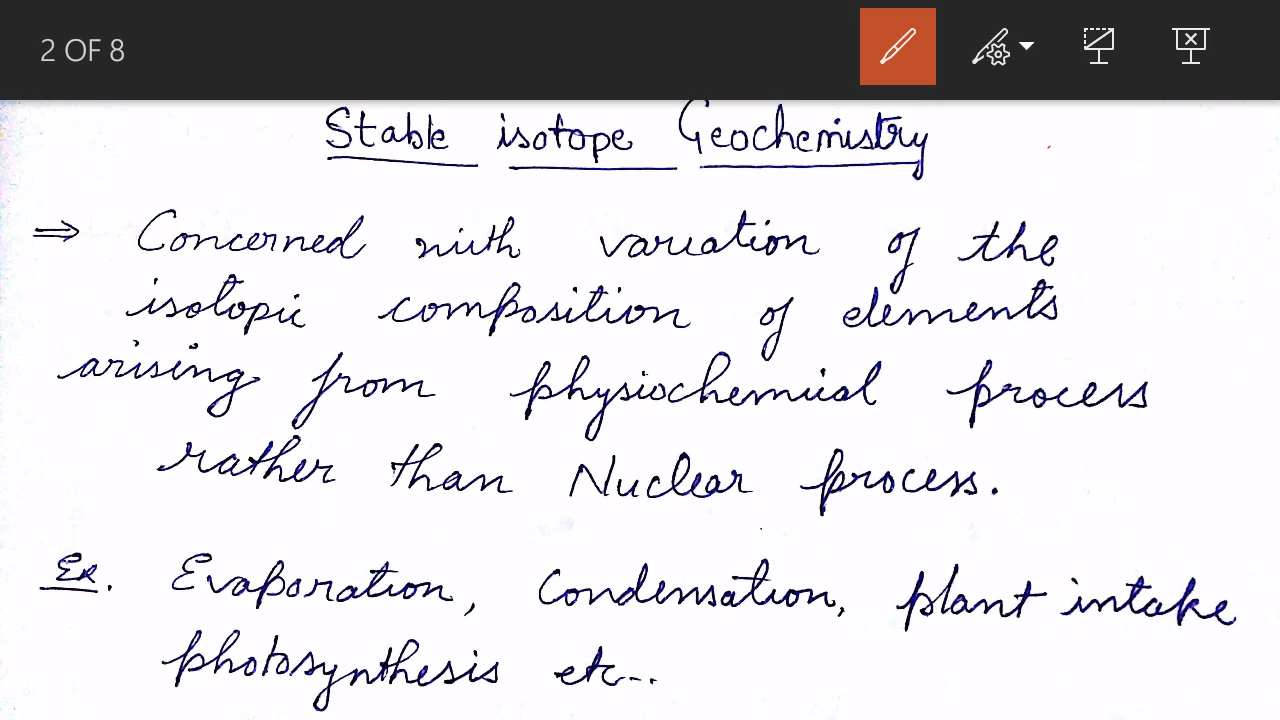 2 OF 8
Stable isotope Geochemistry
⇒ Concerned with variation of the
isotopic composition of elements
arising from physiochemical process
rather than Nuclear process.
Ex. Evaporation, Condensation, plant intake
photosynthesis etc...